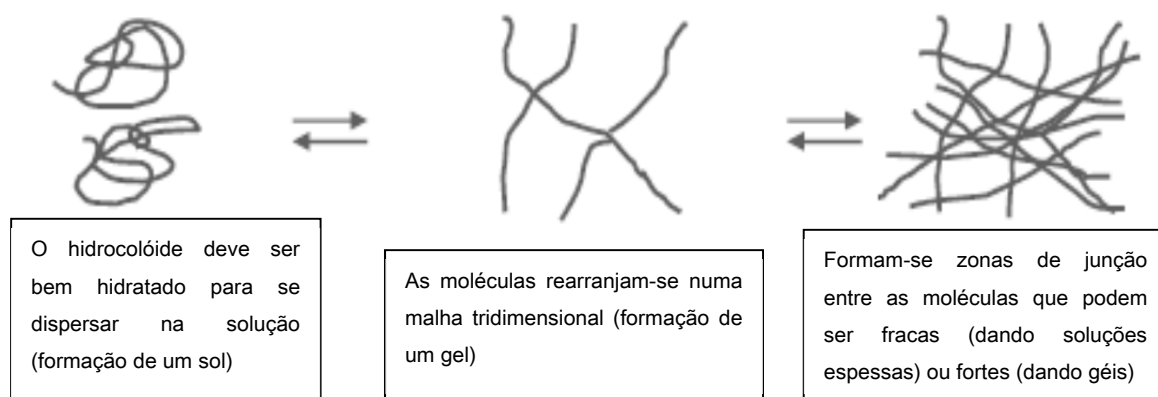 O hidrocolóide deve ser
bem hidratado para se
dispersar na solução
(formação de um sol)
As moléculas rearranjam-se numa
malha tridimensional (formação de
um gel)
Formam-se zonas de junção
entre as moléculas que podem
ser fracas (dando soluções
espessas) ou fortes (dando géis)